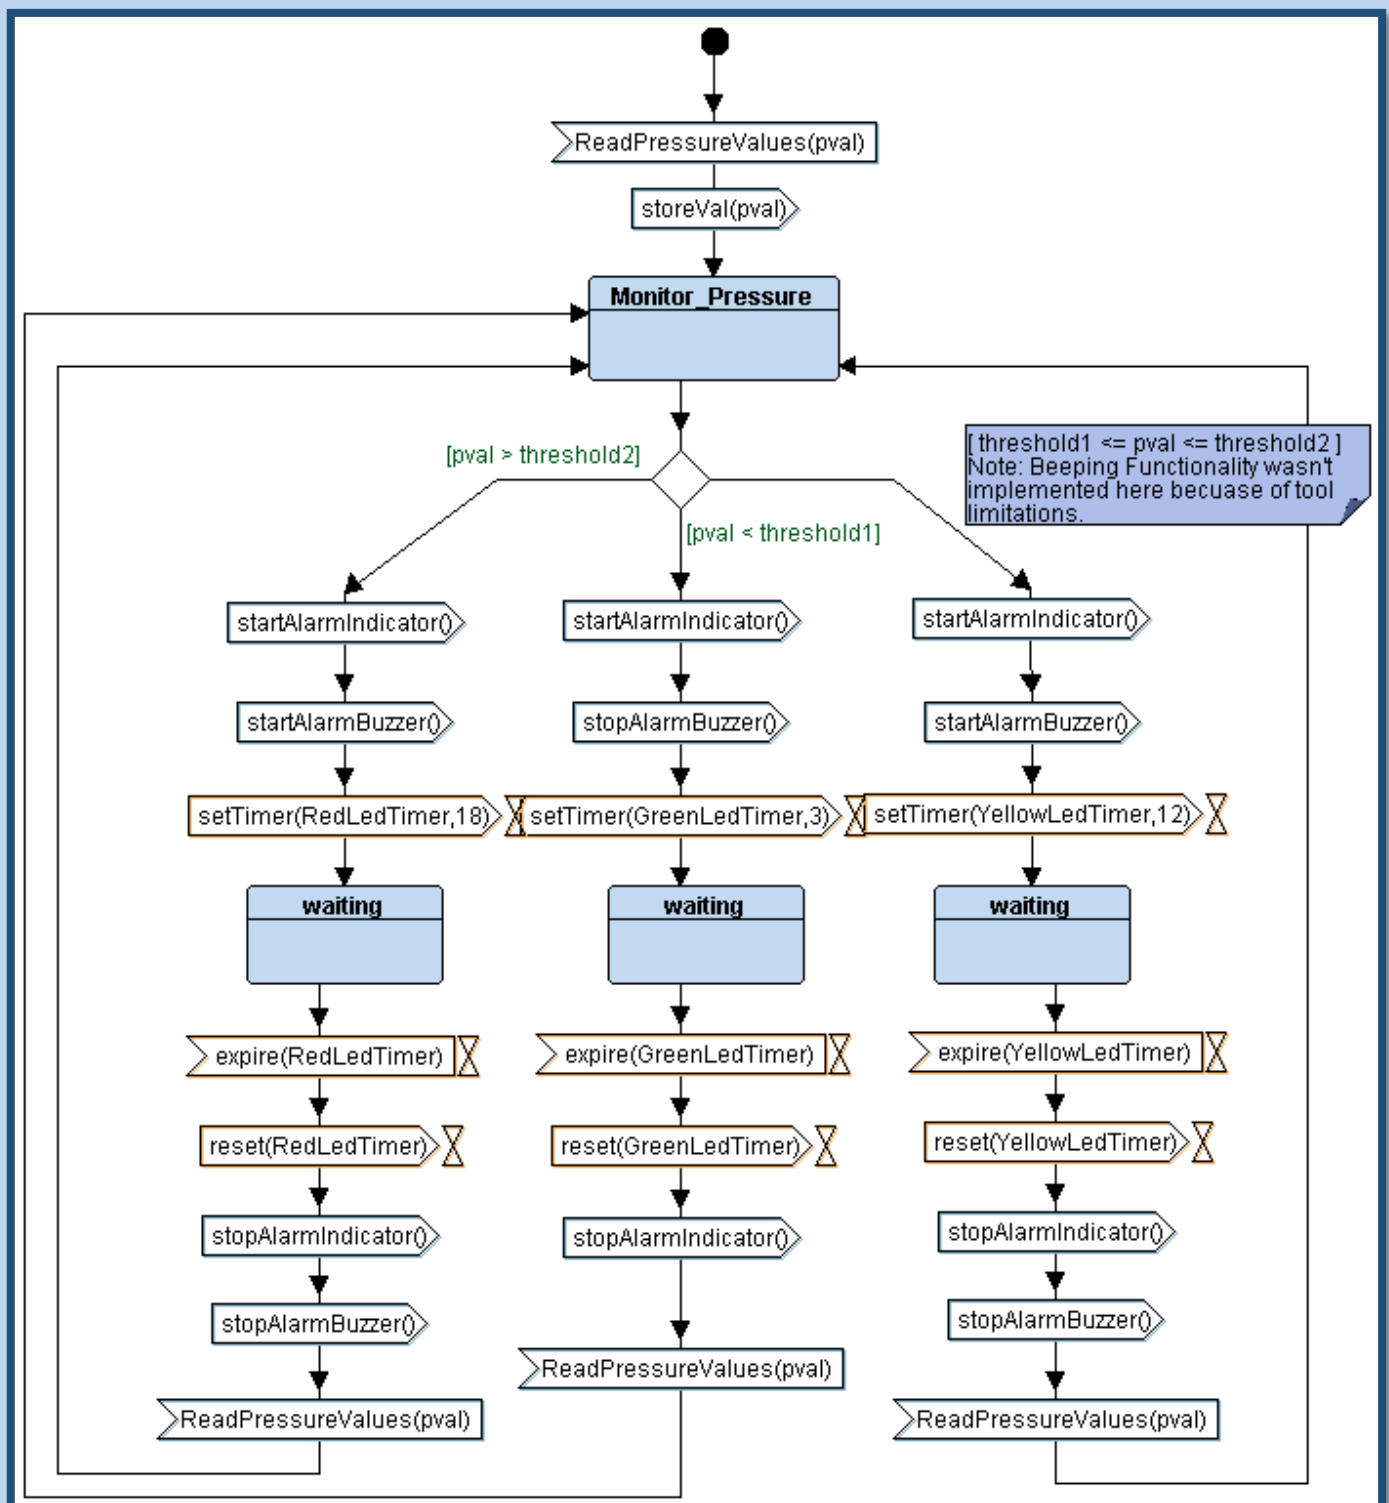 ReadPressureValues(pval)
storeVal(pval)
Monitor_Pressure
[pval > threshold2]
[ threshold1 <= pval <= threshold2 ]
Note: Beeping Functionality wasn't
implemented here becuase of tool
limitations.
[pval < threshold1]
startAlarmIndicator()
startAlarmIndicator()
startAlarmIndicator()
startAlarmBuzzer()
stopAlarmBuzzer()
startAlarmBuzzer()
setTimer(RedLedTimer,18)
setTimer(GreenLedTimer,3)
setTimer(YellowLedTimer,12)
waiting
waiting
waiting
expire(RedLedTimer)
expire(GreenLedTimer)
expire(YellowLedTimer)
reset(RedLedTimer)
reset(GreenLedTimer)
reset(YellowLedTimer)
stopAlarmIndicator()
stopAlarmIndicator()
stopAlarmIndicator()
stopAlarmBuzzer()
stopAlarmBuzzer()
ReadPressureValues(pval)
ReadPressureValues(pval)
ReadPressureValues(pval)